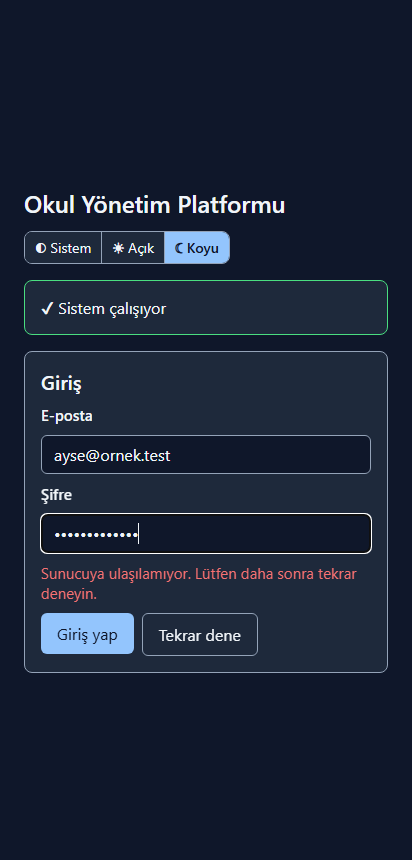 Okul Yönetim Platformu
Sistem Açık Koyu
✓ Sistem çalışıyor
Giriş
E-posta
ayse@ornek.test
Şifre
•••••••••••••
Sunucuya ulaşılamıyor. Lütfen daha sonra tekrar
deneyin.
Giriş yap Tekrar dene